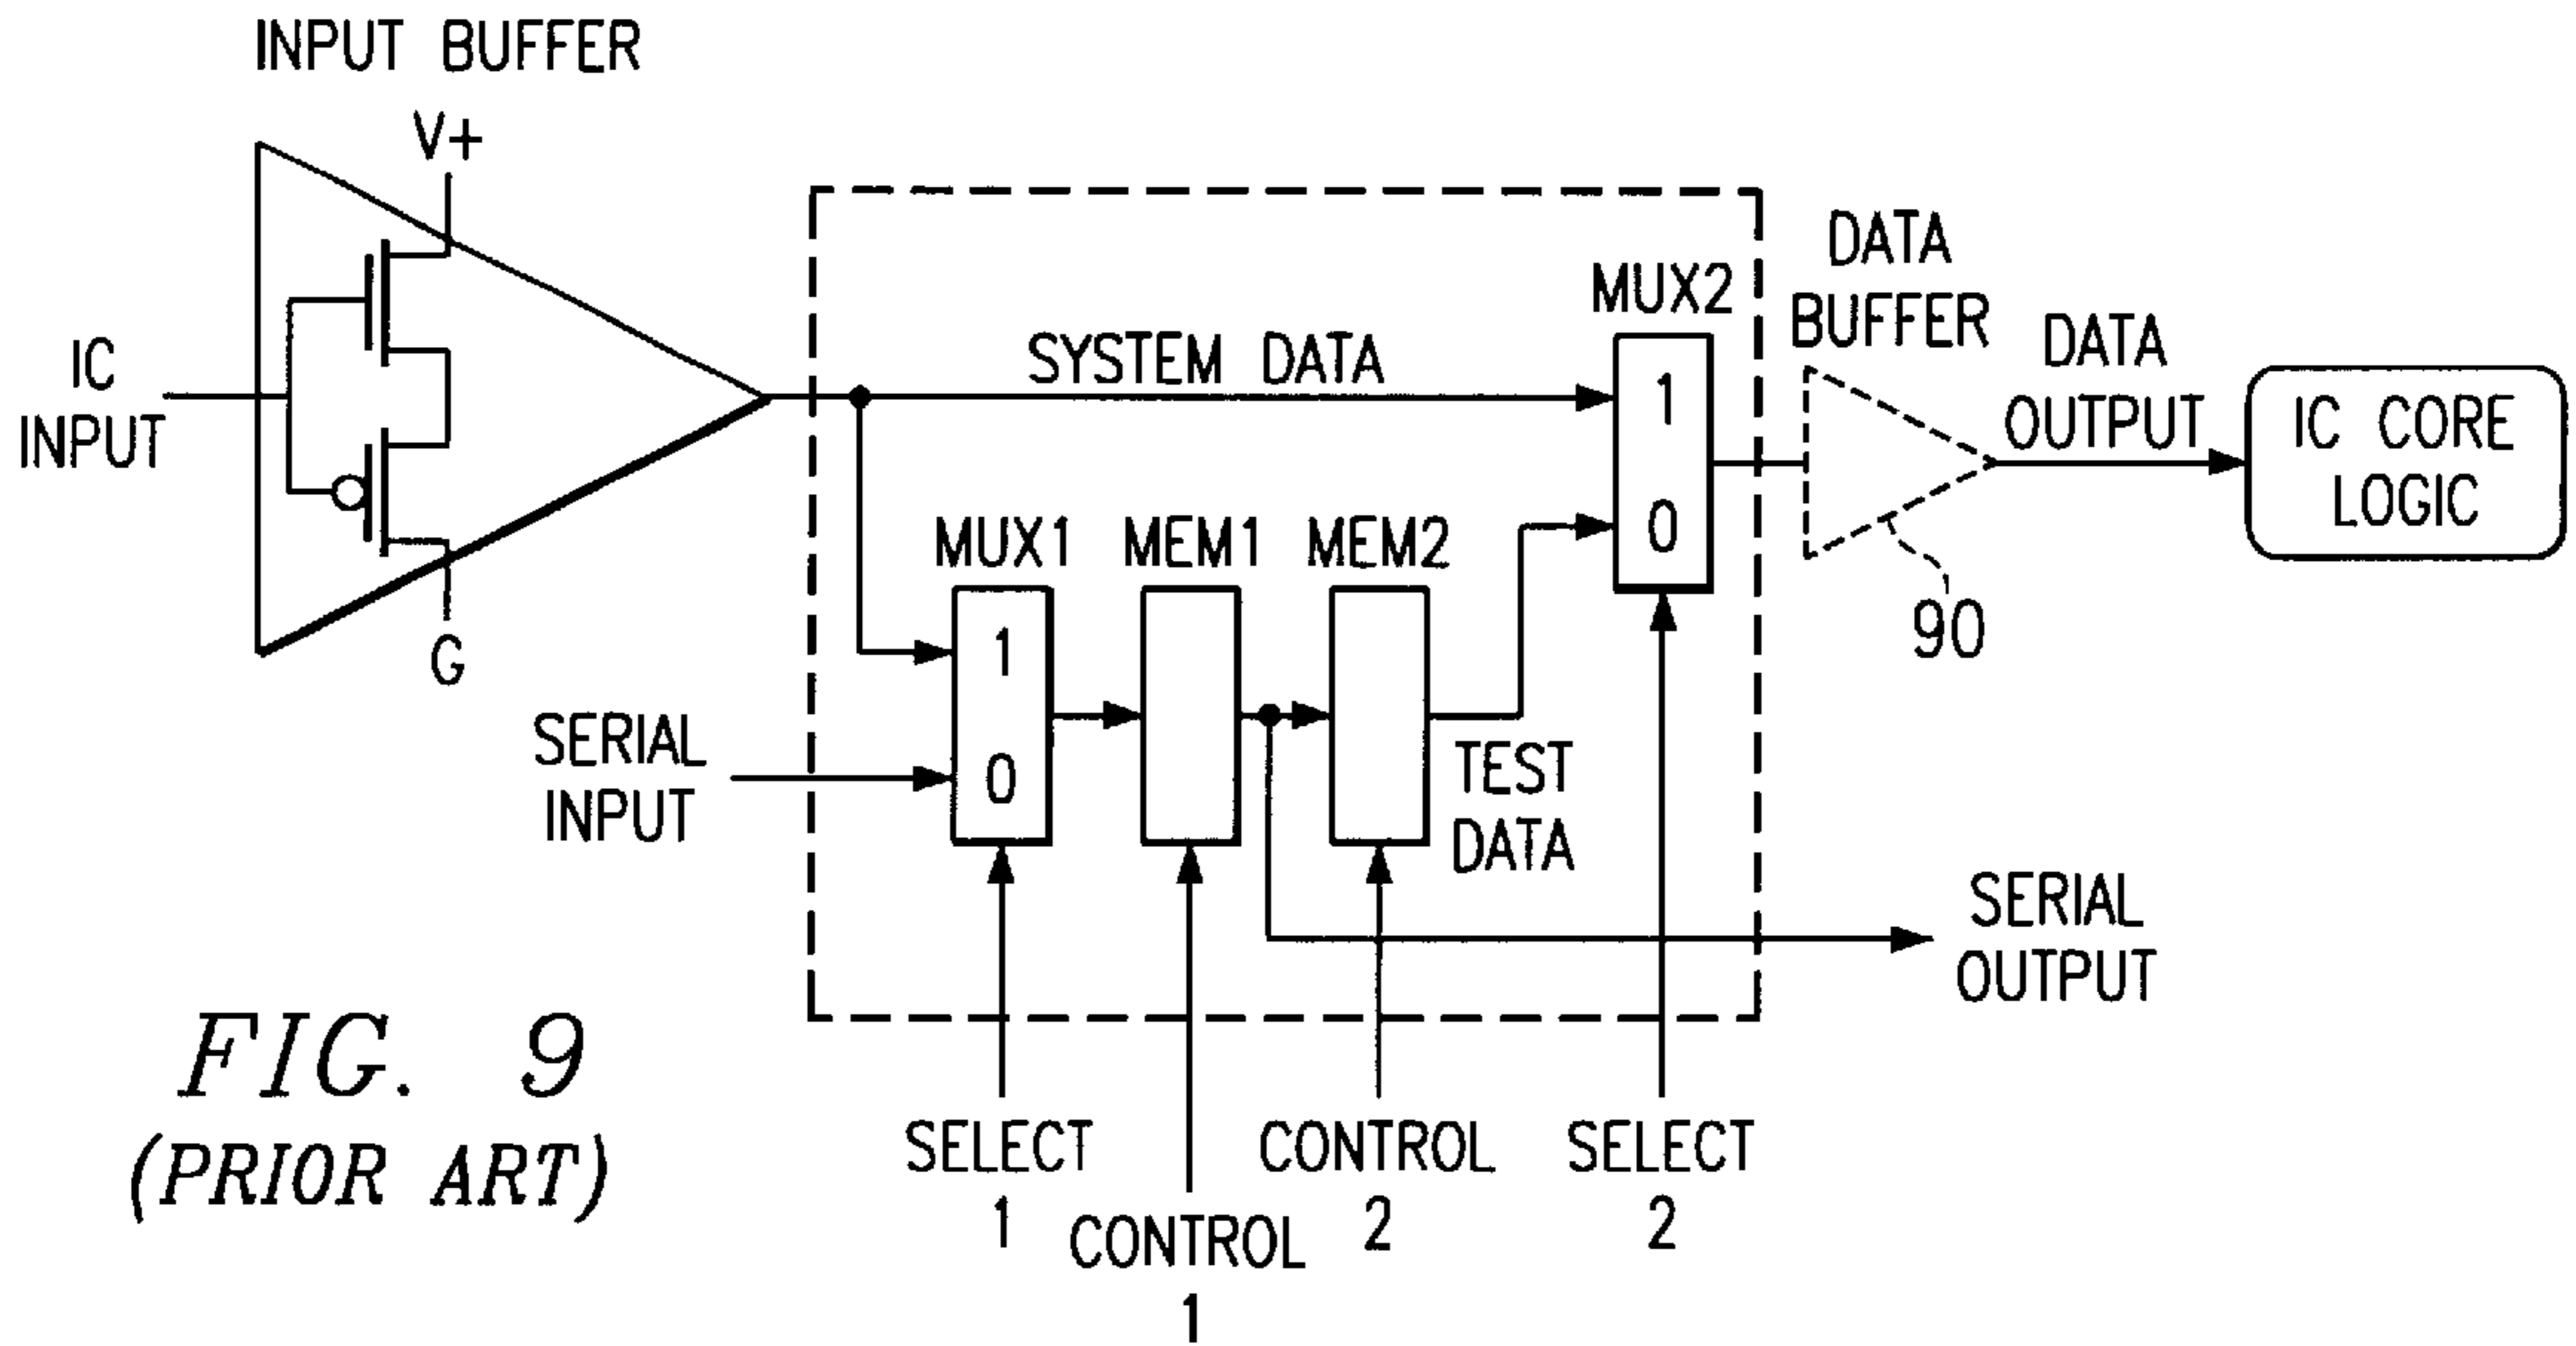 INPUT BUFFER
V+
IC
INPUT
G
SYSTEM DATA
MUX2
1
0
DATA
BUFFER
90
DATA
OUTPUT
IC CORE
LOGIC
MUX1
MEM1
MEM2
1
0
SERIAL
INPUT
TEST
DATA
SERIAL
OUTPUT
SELECT
1
CONTROL
1
CONTROL
2
SELECT
2
FIG. 9
(PRIOR ART)